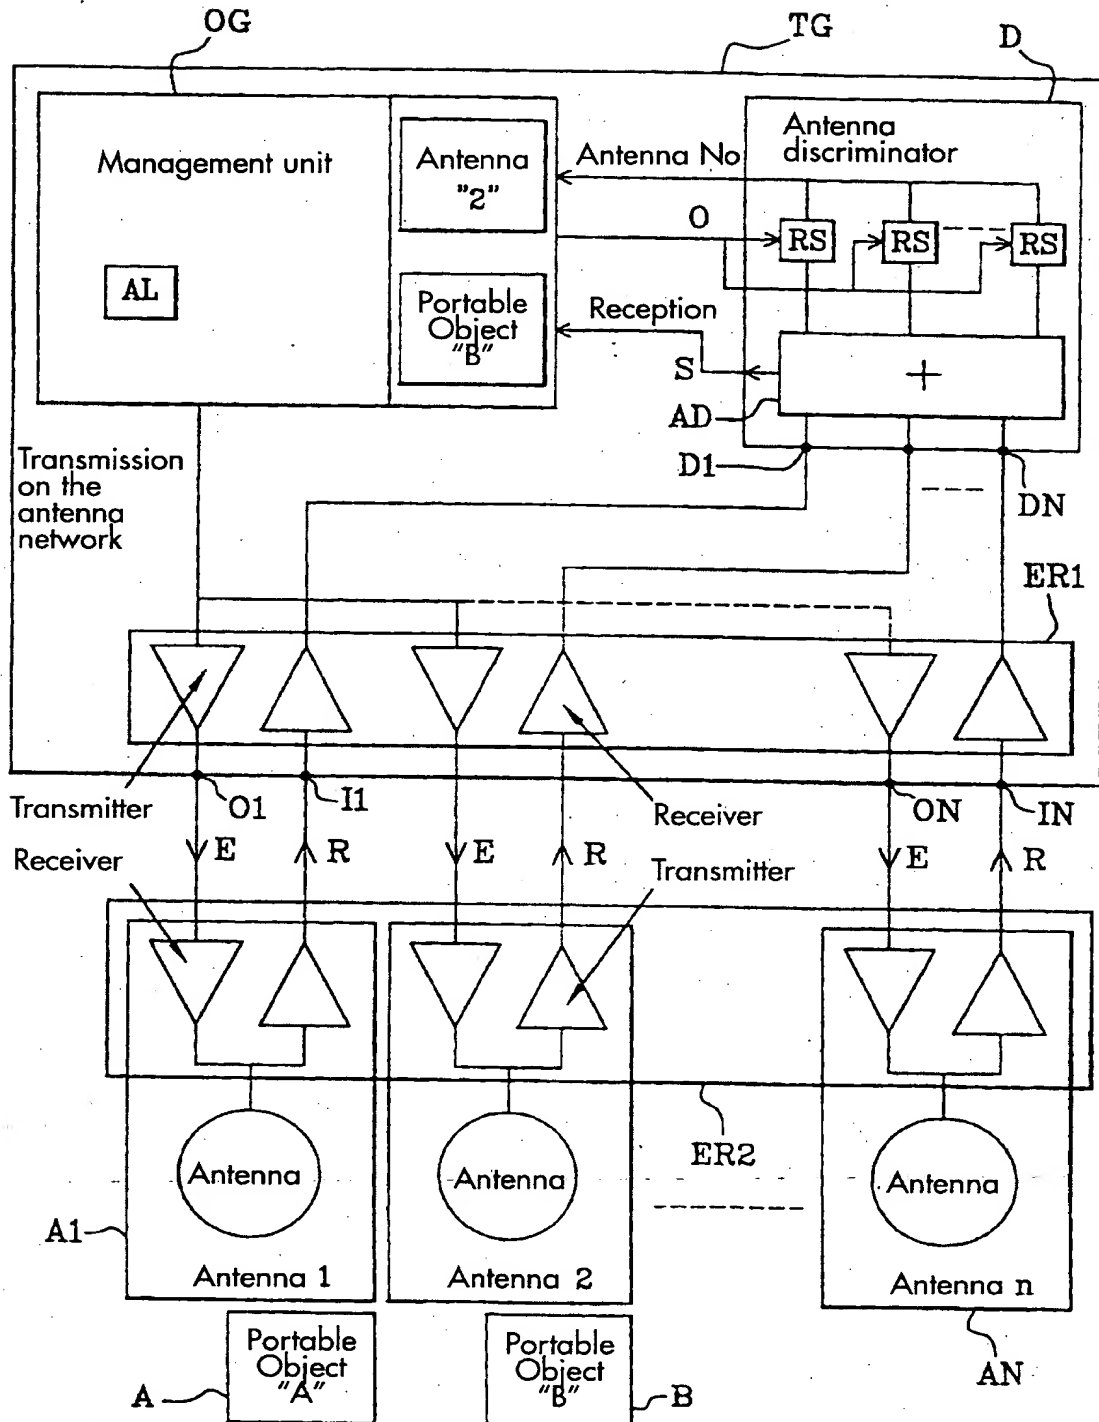 OG
TG
D
Management unit
Antenna
"2"
Antenna No
Antenna
discriminator
O
RS
RS
RS
AL
Portable
Object
"B"
Reception
S
+
AD
D1
DN
Transmission
on the
antenna
network
ER1
Transmitter
O1
I1
Receiver
ON
IN
Receiver
E
R
E
R
Transmitter
E
R
ER2
Antenna
Antenna
Antenna
A1
Antenna 1
Antenna 2
Antenna n
Portable
Object
"A"
Portable
Object
"B"
A
B
AN